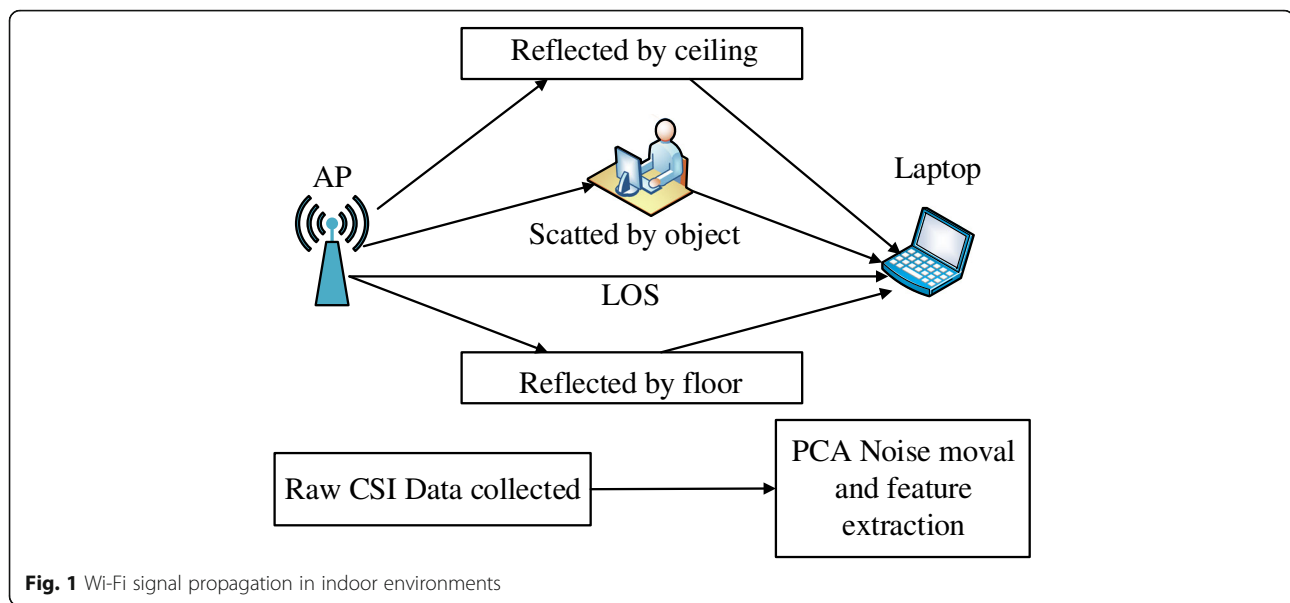 Reflected by ceiling
AP
Laptop
Scatted by object
LOS
Reflected by floor
Raw CSI Data collected
PCA Noise moval
and feature
extraction
Fig. 1 Wi-Fi signal propagation in indoor environments